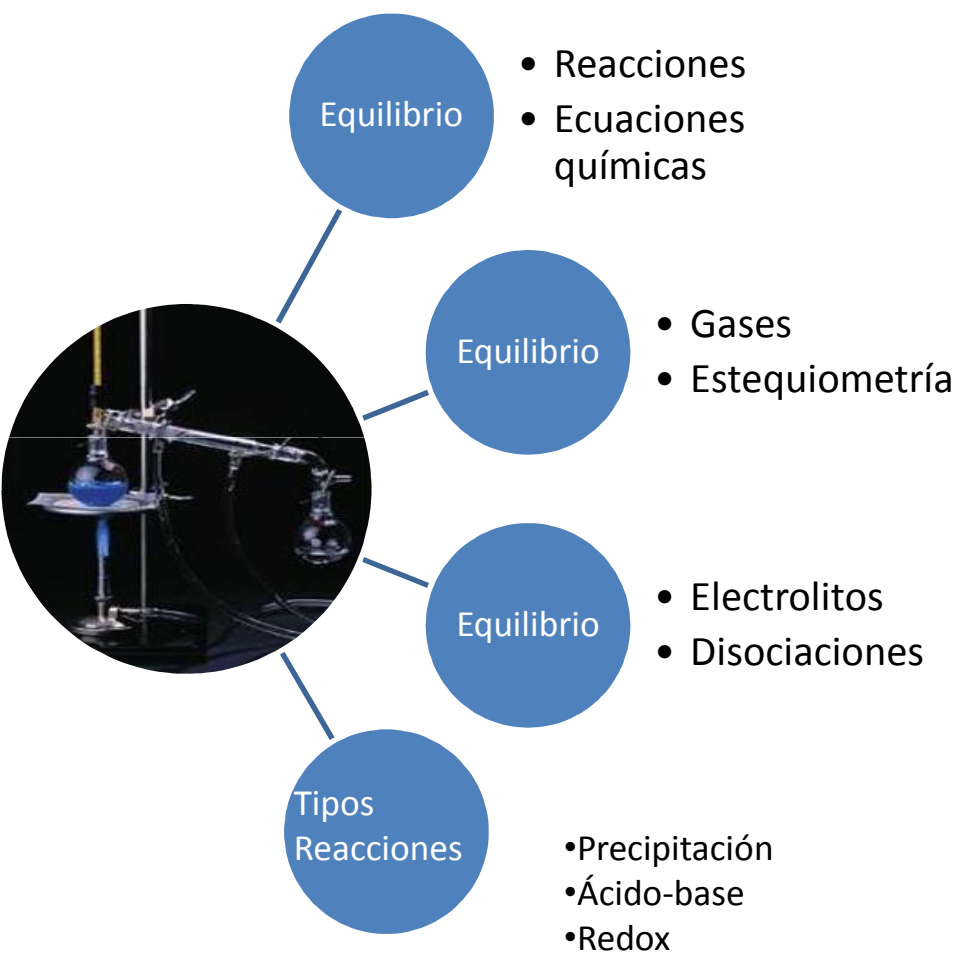 Equilibrio
• Reacciones
• Ecuaciones
químicas
Equilibrio
• Gases
• Estequiometría
Equilibrio
• Electrolitos
• Disociaciones
Tipos
Reacciones
•Precipitación
•Ácido-base
•Redox